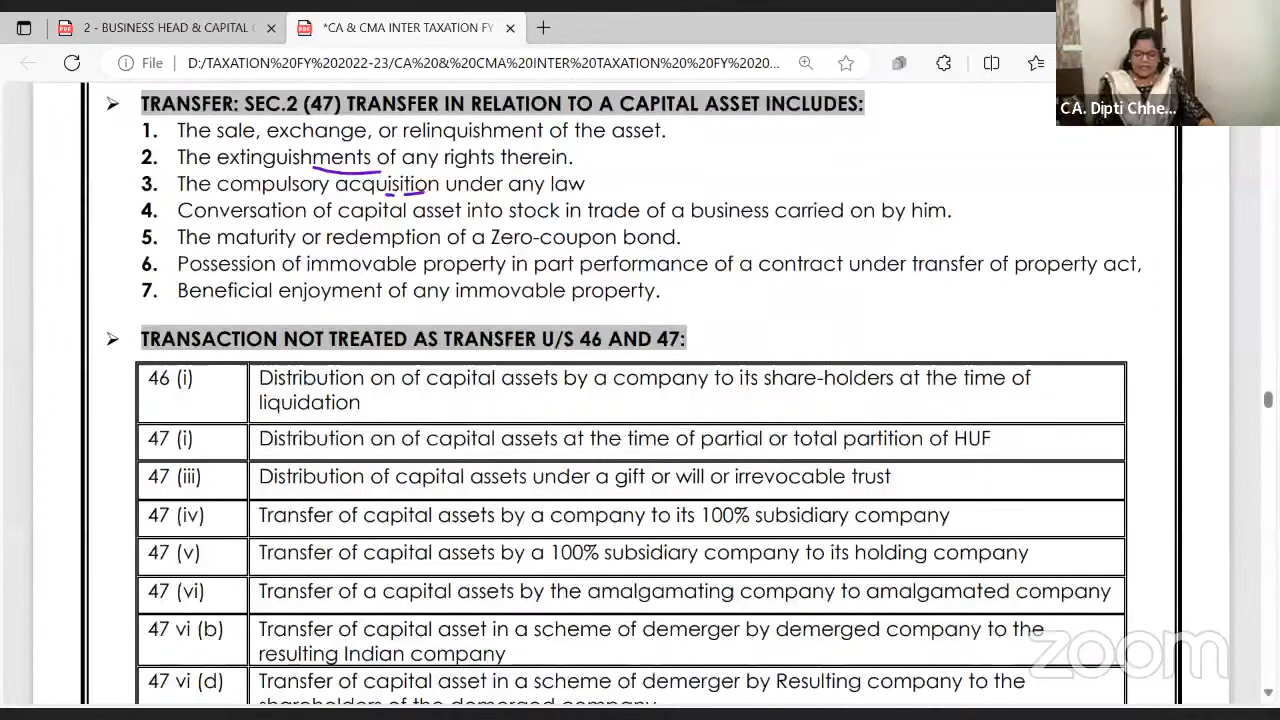 2 - BUSINESS HEAD & CAPITAL
*CA & CMA INTER TAXATION FY
File
D:/TAXATION%20FY%202022-23/CA%20&%20CMA%20INTER%20TAXATION%20%20FY%2020...
CA. Dipti Chhe...
TRANSFER: SEC.2 (47) TRANSFER IN RELATION TO A CAPITAL ASSET INCLUDES:
1. The sale, exchange, or relinquishment of the asset.
2. The extinguishments of any rights therein.
3. The compulsory acquisition under any law
4. Conversation of capital asset into stock in trade of a business carried on by him.
5. The maturity or redemption of a Zero-coupon bond.
6. Possession of immovable property in part performance of a contract under transfer of property act,
7. Beneficial enjoyment of any immovable property.
TRANSACTION NOT TREATED AS TRANSFER U/S 46 AND 47:
46 (i) Distribution on of capital assets by a company to its share-holders at the time of
liquidation
47 (i) Distribution on of capital assets at the time of partial or total partition of HUF
47 (iii) Distribution of capital assets under a gift or will or irrevocable trust
47 (iv) Transfer of capital assets by a company to its 100% subsidiary company
47 (v) Transfer of capital assets by a 100% subsidiary company to its holding company
47 (vi) Transfer of a capital assets by the amalgamating company to amalgamated company
47 vi (b) Transfer of capital asset in a scheme of demerger by demerged company to the
resulting Indian company
47 vi (d) Transfer of capital asset in a scheme of demerger by Resulting company to the
shareholders of the demerged company
zoom